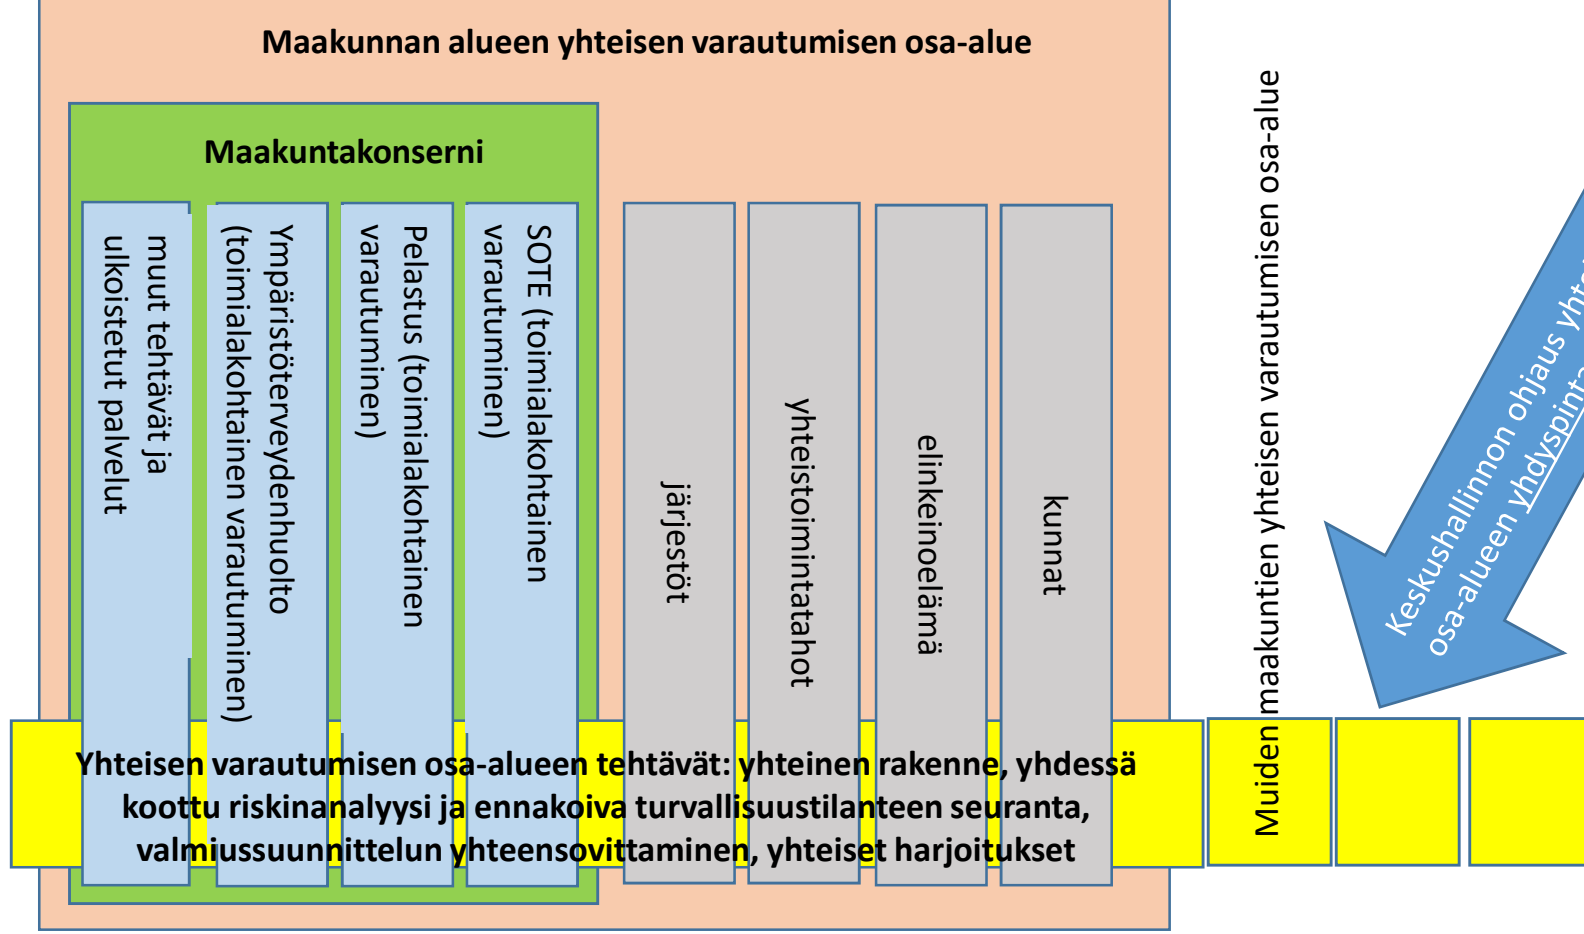 Maakunnan alueen yhteisen varautumisen osa-alue
Maakuntakonserni
muut tehtävät ja
ulkoistetut palvelut
Ympäristöterveydenhuolto
(toimialakohtainen varautuminen)
Pelastus (toimialakohtainen
varautuminen)
SOTE (toimialakohtainen
varautuminen)
järjestöt
yhteistoimintatahot
elinkeinoelämä
kunnat
Yhteisen varautumisen osa-alueen tehtävät: yhteinen rakenne, yhdessä
koottu riskinanalyysi ja ennakoiva turvallisuustilanteen seuranta,
valmiussuunnittelun yhteensovittaminen, yhteiset harjoitukset
Muiden maakuntien yhteisen varautumisen osa-alue
Keskushallinnon ohjaus
osa-alueen